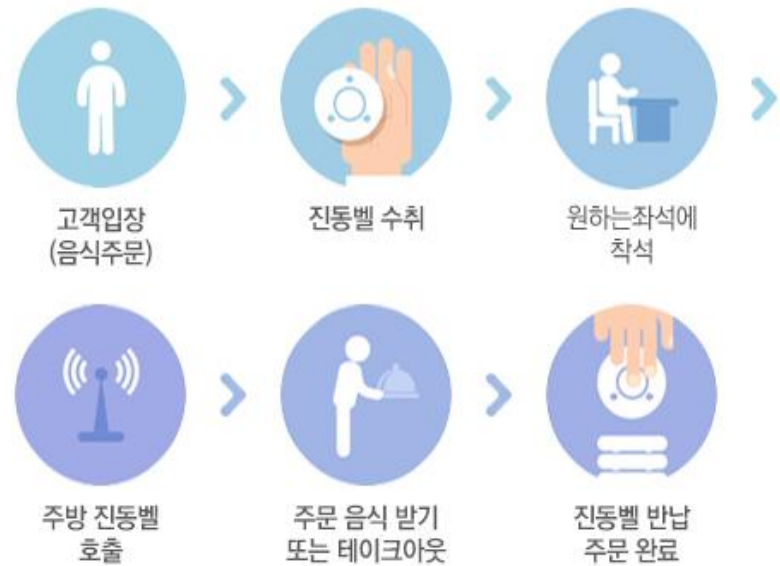 고객입장
(음식주문)
진동벨 수취
원하는좌석에
착석
주방 진동벨
호출
주문 음식 받기
또는 테이크아웃
진동벨 반납
주문 완료